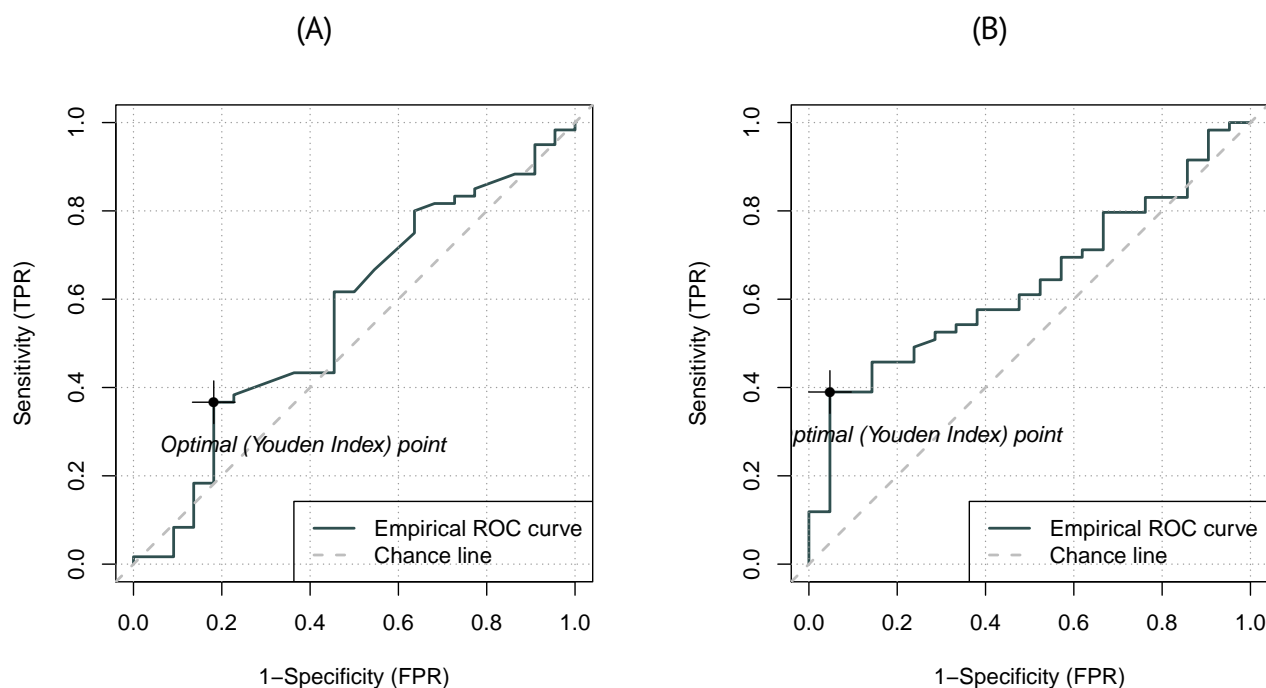 (A)
Sensitivity (TPR)
1.0
0.8
0.6
0.4
0.2
0.0
Optimal (Youden Index) point
Empirical ROC curve
Chance line
0.0 0.2 0.4 0.6 0.8 1.0
1−Specificity (FPR)
(B)
Sensitivity (TPR)
1.0
0.8
0.6
0.4
0.2
0.0
ptimal (Youden Index) point
Empirical ROC curve
Chance line
0.0 0.2 0.4 0.6 0.8 1.0
1−Specificity (FPR)